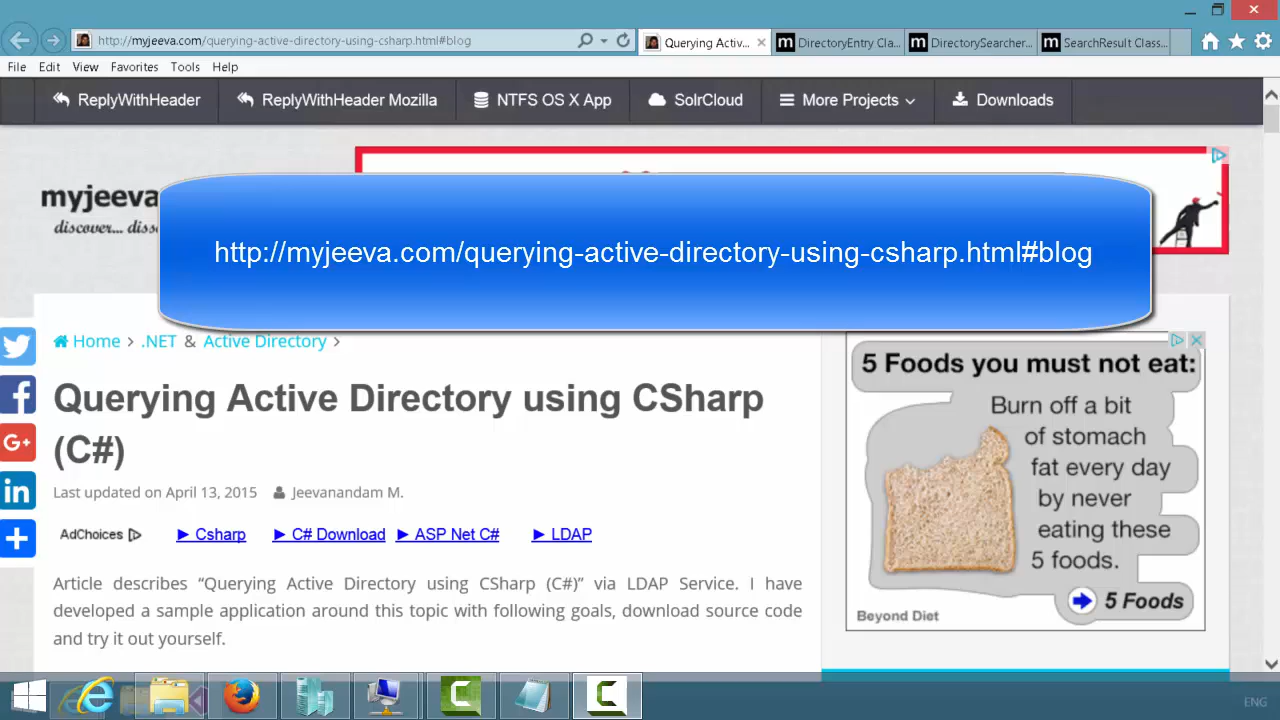 http://myjeeva.com/querying-active-directory-using-csharp.html#blog
Querying Activ...
DirectoryEntry Cla...
DirectorySearcher...
SearchResult Class...
File Edit View Favorites Tools Help
ReplyWithHeader
ReplyWithHeader Mozilla
NTFS OS X App
SolrCloud
More Projects
Downloads
myjeeva
discover... diss
http://myjeeva.com/querying-active-directory-using-csharp.html#blog
Home > .NET & Active Directory >
Querying Active Directory using CSharp
(C#)
Last updated on April 13, 2015 Jeevanandam M.
AdChoices
► Csharp
► C# Download
► ASP Net C#
► LDAP
Article describes “Querying Active Directory using CSharp (C#)” via LDAP Service. I have
developed a sample application around this topic with following goals, download source code
and try it out yourself.
5 Foods you must not eat:
Burn off a bit
of stomach
fat every day
by never
eating these
5 foods.
5 Foods
Beyond Diet
ENG